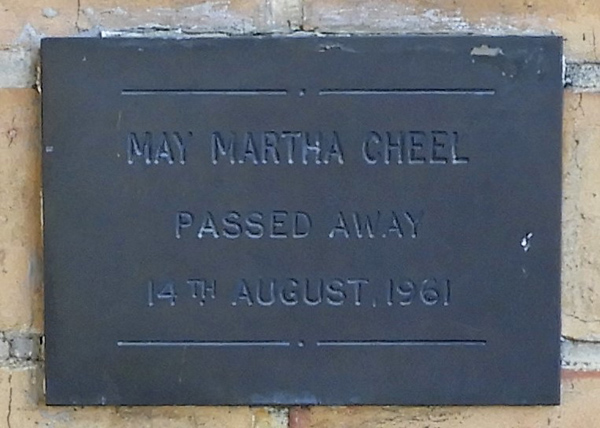 MAY MARTHA CHEEL
PASSED AWAY
14TH AUGUST, 1961